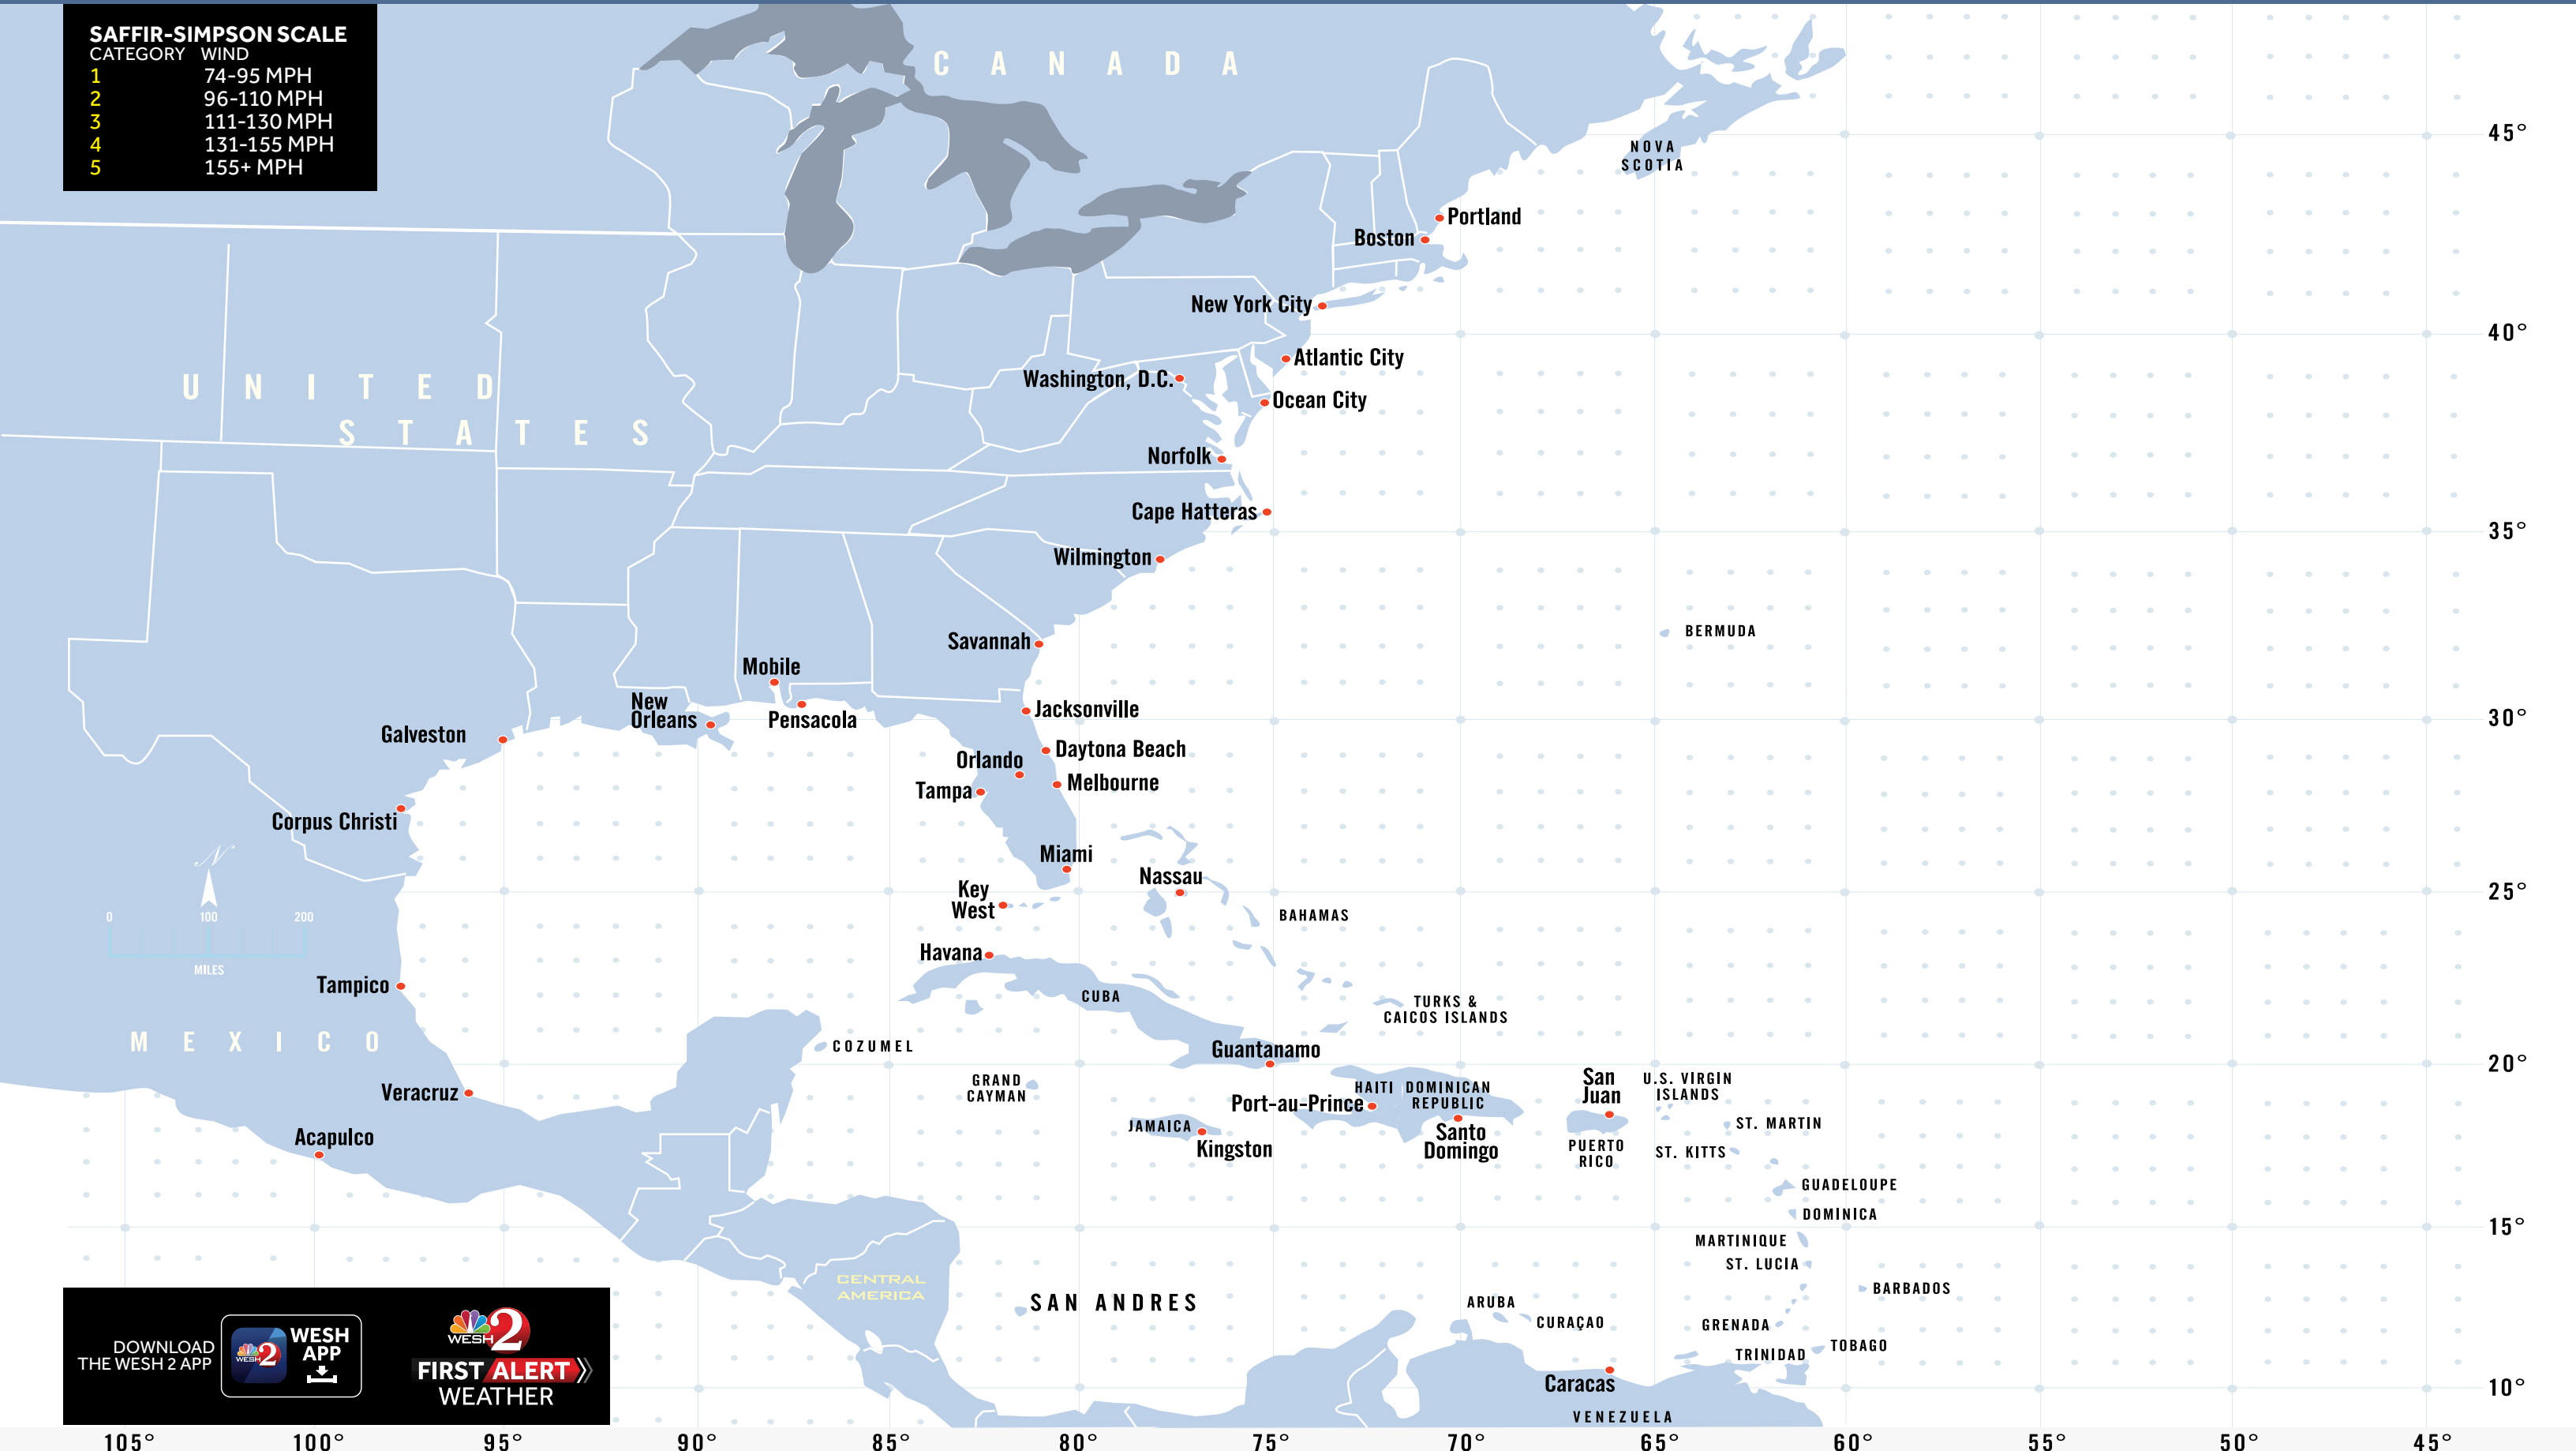 SAFFIR-SIMPSON SCALE
CATEGORY WIND
1 74-95 MPH
2 96-110 MPH
3 111-130 MPH
4 131-155 MPH
5 155+ MPH
CANADA
NOVA
SCOTIA
45°
Portland
Boston
New York City
40°
Atlantic City
Washington, D.C.
UNITED
STATES
Ocean City
Norfolk
Cape Hatteras
35°
Wilmington
BERMUDA
Savannah
Mobile
New
Orleans
Pensacola
Jacksonville
30°
Galveston
Daytona Beach
Orlando
Melbourne
Tampa
Corpus Christi
Miami
Nassau
Key
West
25°
0 100 200
MILES
N
BAHAMAS
Havana
Tampico
CUBA
TURKS &
CAICOS ISLANDS
MEXICO
COZUMEL
Guantanamo
20°
GRAND
CAYMAN
Veracruz
HAITI
DOMINICAN
REPUBLIC
Port-au-Prince
San
Juan
U.S. VIRGIN
ISLANDS
JAMAICA
Kingston
Santo
Domingo
PUERTO
RICO
ST. MARTIN
ST. KITTS
Acapulco
GUADELOUPE
DOMINICA
15°
MARTINIQUE
ST. LUCIA
CENTRAL
AMERICA
BARBADOS
SAN ANDRES
ARUBA
CURAÇAO
GRENADA
TOBAGO
TRINIDAD
Caracas
10°
VENEZUELA
DOWNLOAD
THE WESH 2 APP
WESH 2
WESH
APP
WESH 2
FIRST ALERT
WEATHER
105° 100° 95° 90° 85° 80° 75° 70° 65° 60° 55° 50° 45°